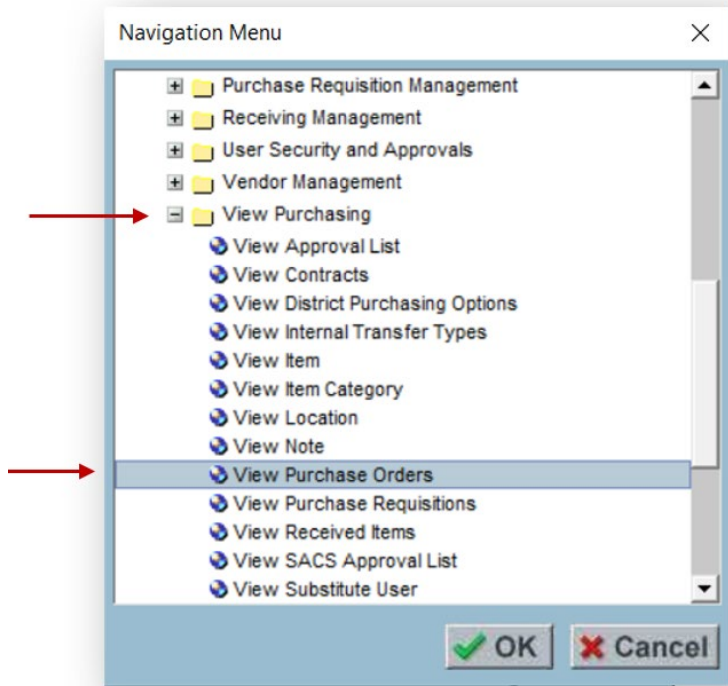 Navigation Menu
Purchase Requisition Management
Receiving Management
User Security and Approvals
Vendor Management
View Purchasing
View Approval List
View Contracts
View District Purchasing Options
View Internal Transfer Types
View Item
View Item Category
View Location
View Note
View Purchase Orders
View Purchase Requisitions
View Received Items
View SACS Approval List
View Substitute User
OK Cancel